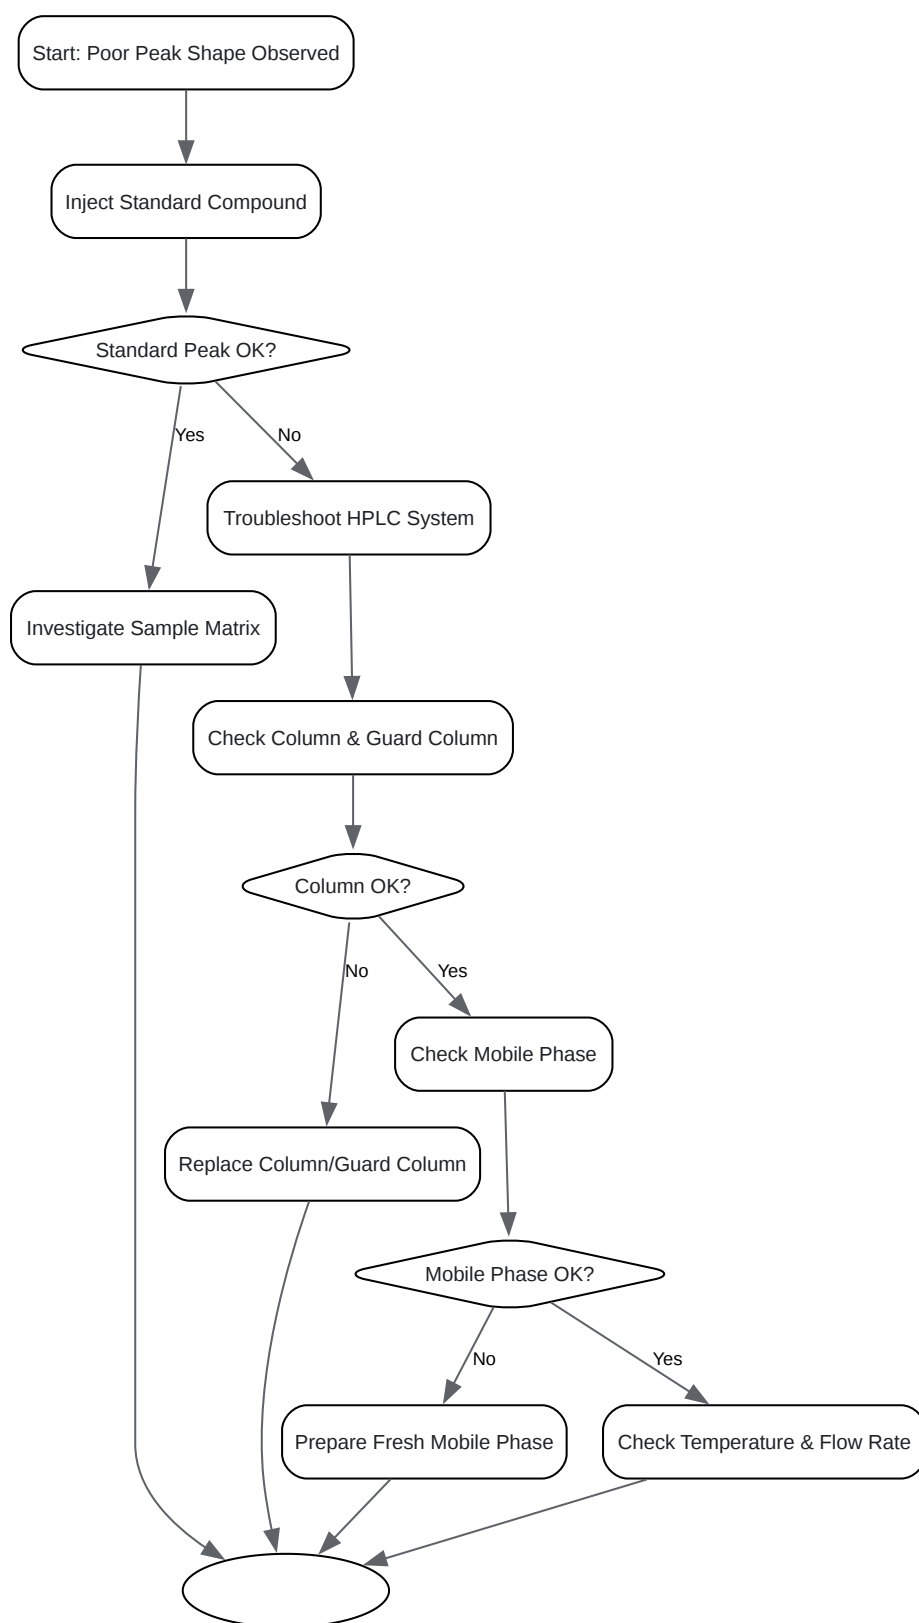 Start: Poor Peak Shape Observed
Inject Standard Compound
Standard Peak OK?
Yes
No
Troubleshoot HPLC System
Investigate Sample Matrix
Check Column & Guard Column
Column OK?
No
Yes
Check Mobile Phase
Replace Column/Guard Column
Mobile Phase OK?
No
Yes
Prepare Fresh Mobile Phase
Check Temperature & Flow Rate